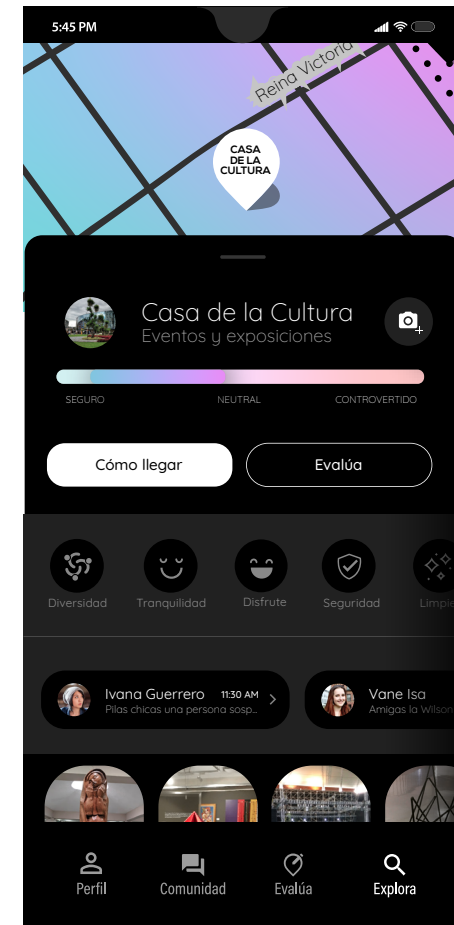 5:45 PM
Reina Victoria
CASA
DE LA
CULTURA
Casa de la Cultura
Eventos y exposiciones
SEGURO NEUTRAL CONTROVERTIDO
Cómo llegar Evalúa
Diversidad Tranquilidad Disfrute Seguridad Limpie
Ivana Guerrero 11:30 AM
Pilas chicas una persona sosp...
Vane Isa
Amigas la Wilson
Perfil Comunidad Evalúa Explora